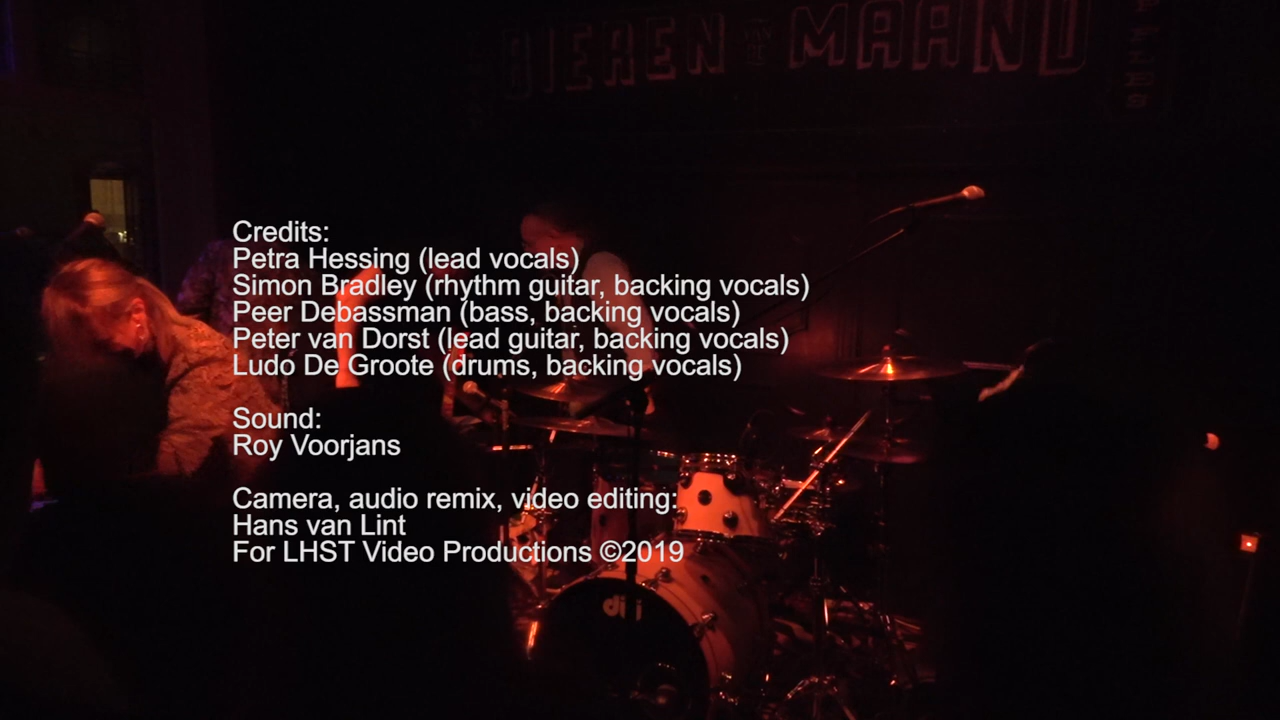 DIEREN MAAND
Credits:
Petra Hessing (lead vocals)
Simon Bradley (rhythm guitar, backing vocals)
Peer Debassman (bass, backing vocals)
Peter van Dorst (lead guitar, backing vocals)
Ludo De Groote (drums, backing vocals)
Sound:
Roy Voorjans
Camera, audio remix, video editing:
Hans van Lint
For LHST Video Productions ©2019